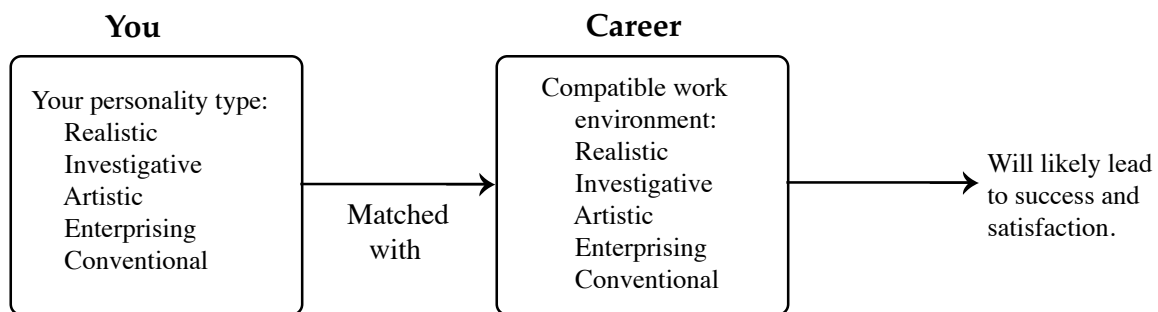 You
Your personality type:
Realistic
Investigative
Artistic
Enterprising
Conventional
Matched
with
Career
Compatible work
environment:
Realistic
Investigative
Artistic
Enterprising
Conventional
Will likely lead
to success and
satisfaction.